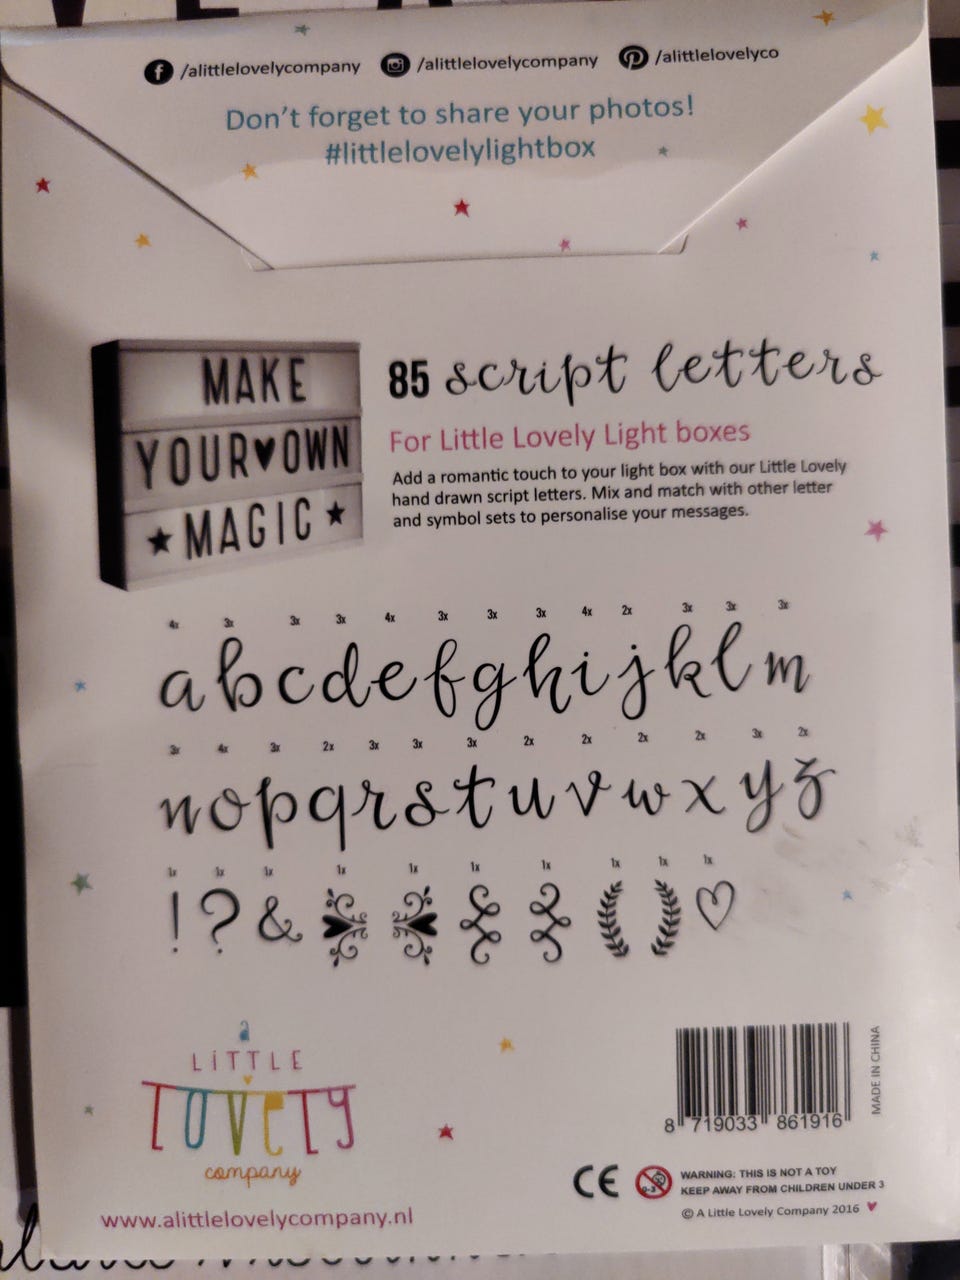 /alittlelovelycompany /alittlelovelycompany /alittlelovelyco
Don't forget to share your photos!
#littlelovelylightbox
MAKE
YOUR♥OWN
★MAGIC★
85 script letters
For Little Lovely Light boxes
Add a romantic touch to your light box with our Little Lovely
hand drawn script letters. Mix and match with other letter
and symbol sets to personalise your messages.
4x 3x 3x 3x 4x 3x 3x 3x 4x 2x 3x 3x 3x
a b c d e f g h i j k l m
3x 4x 3x 2x 3x 3x 3x 2x 2x 2x 2x 3x 2x
n o p q r s t u v w x y z
1x 1x 1x 1x 1x 1x 1x 1x 1x 1x
! ? &
a
LiTTLE
LOVELY
company
www.alittlelovelycompany.nl
8 719033 861916
MADE IN CHINA
CE 0-3
WARNING: THIS IS NOT A TOY
KEEP AWAY FROM CHILDREN UNDER 3
© A Little Lovely Company 2016 ♥